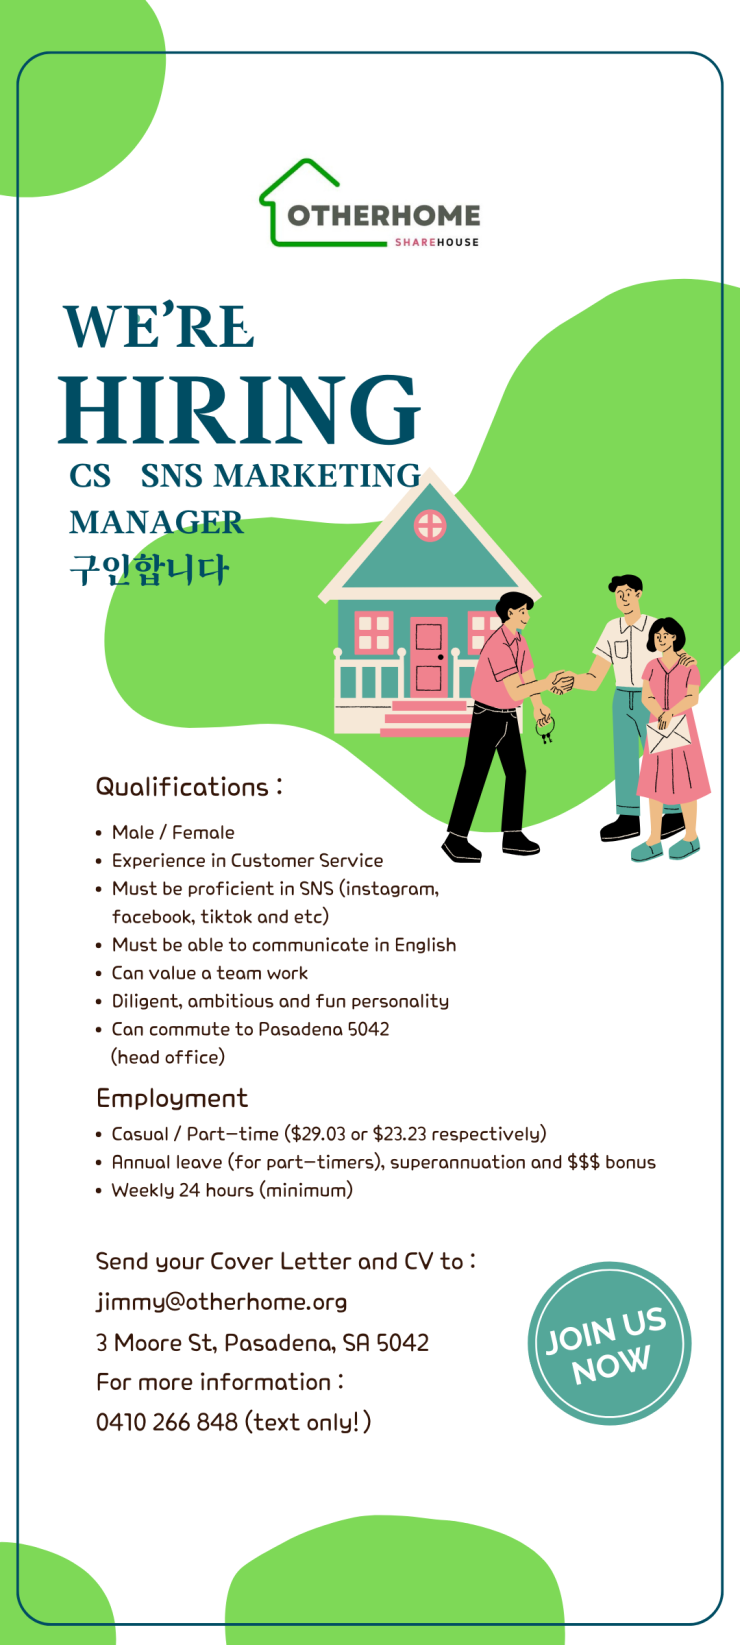 OTHERHOME
SHAREHOUSE
WE'RE
HIRING
CS SNS MARKETING
MANAGER
구인합니다
Qualifications :
• Male / Female
• Experience in Customer Service
• Must be proficient in SNS (instagram,
facebook, tiktok and etc)
• Must be able to communicate in English
• Can value a team work
• Diligent, ambitious and fun personality
• Can commute to Pasadena 5042
(head office)
Employment
• Casual / Part-time ($29.03 or $23.23 respectively)
• Annual leave (for part-timers), superannuation and $$$ bonus
• Weekly 24 hours (minimum)
Send your Cover Letter and CV to :
jimmy@otherhome.org
3 Moore St, Pasadena, SA 5042
For more information :
0410 266 848 (text only!)
JOIN US
NOW